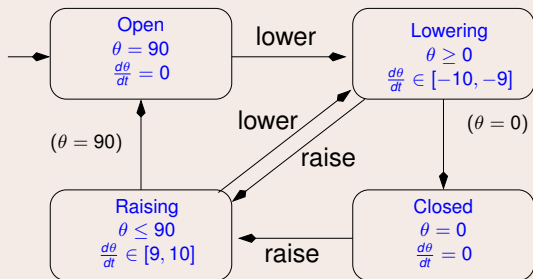 Open
θ = 90
dθ/dt = 0
lower
Lowering
θ ≥ 0
dθ/dt ∈ [−10, −9]
lower
(θ = 90)
(θ = 0)
raise
Raising
θ ≤ 90
dθ/dt ∈ [9, 10]
raise
Closed
θ = 0
dθ/dt = 0